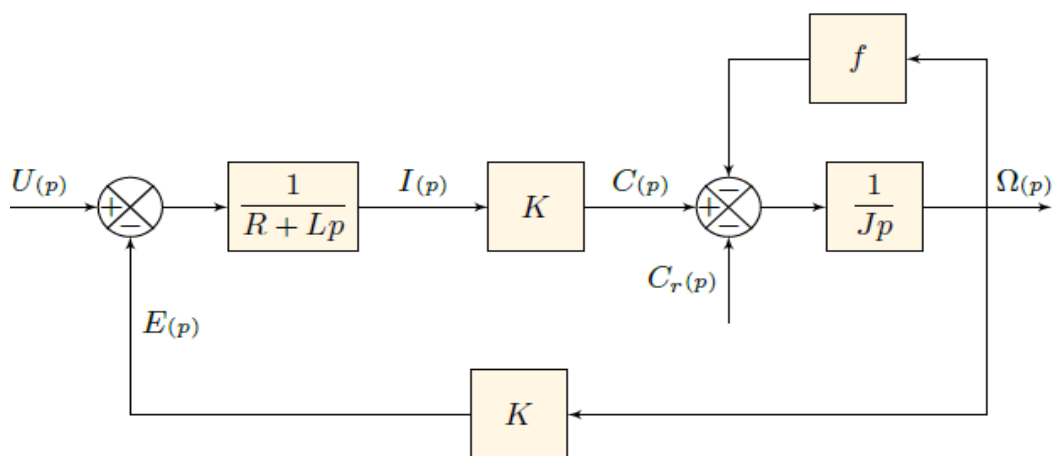 f
U(p)
+
−
1
R + Lp
I(p)
K
C(p)
−
+
−
1
Jp
Ω(p)
Cr(p)
E(p)
K